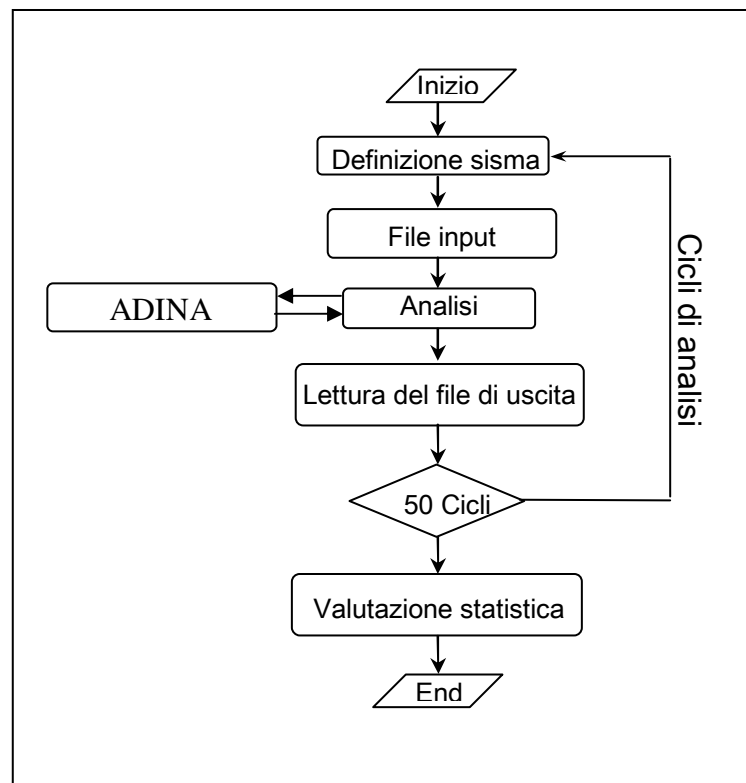 Inizio
Definizione sisma
File input
Analisi
ADINA
Lettura del file di uscita
50 Cicli
Cicli di analisi
Valutazione statistica
End